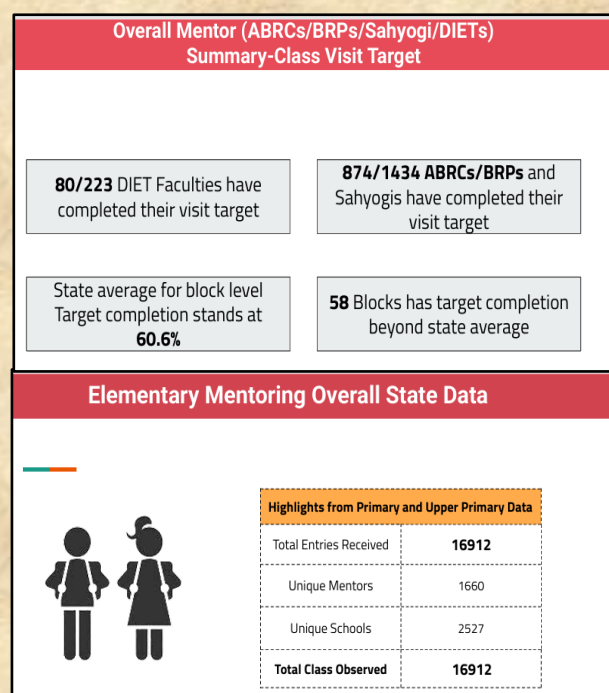 Overall Mentor (ABRCs/BRPs/Sahyogi/DIETs)
Summary-Class Visit Target
80/223 DIET Faculties have
completed their visit target
874/1434 ABRCs/BRPs and
Sahyogis have completed their
visit target
State average for block level
Target completion stands at
60.6%
58 Blocks has target completion
beyond state average
Elementary Mentoring Overall State Data
Highlights from Primary and Upper Primary Data
Total Entries Received 16912
Unique Mentors 1660
Unique Schools 2527
Total Class Observed 16912